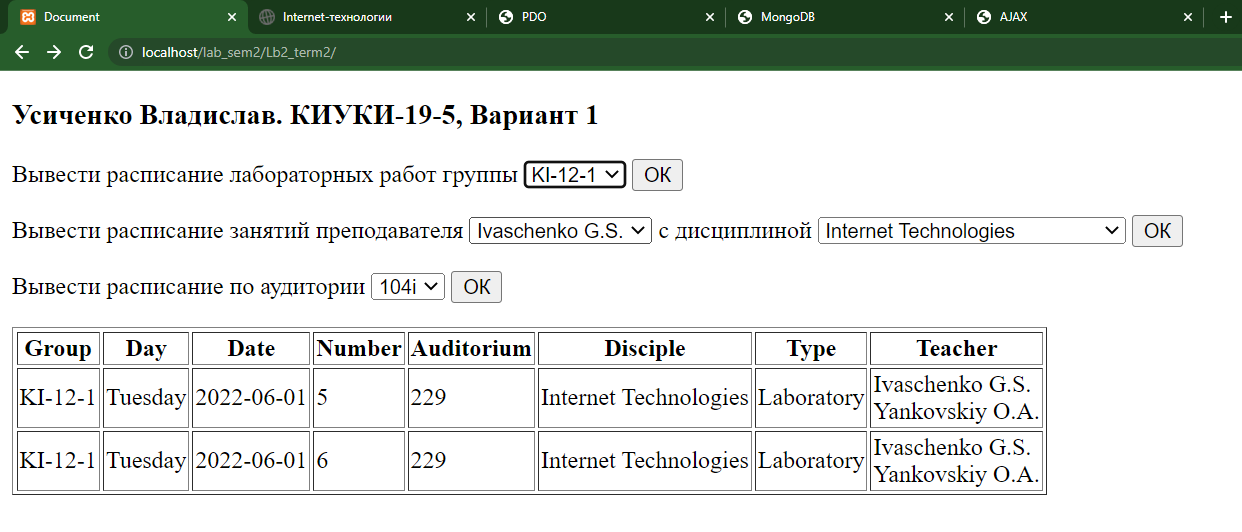 Document Internet-технологии PDO MongoDB AJAX
localhost/lab_sem2/Lb2_term2/
Усиченко Владислав. КИУКИ-19-5, Вариант 1
Вывести расписание лабораторных работ группы KI-12-1 ОК
Вывести расписание занятий преподавателя Ivaschenko G.S. с дисциплиной Internet Technologies ОК
Вывести расписание по аудитории 104i ОК
Group Day Date Number Auditorium Disciple Type Teacher
KI-12-1 Tuesday 2022-06-01 5 229 Internet Technologies Laboratory Ivaschenko G.S.
Yankovskiy O.A.
KI-12-1 Tuesday 2022-06-01 6 229 Internet Technologies Laboratory Ivaschenko G.S.
Yankovskiy O.A.